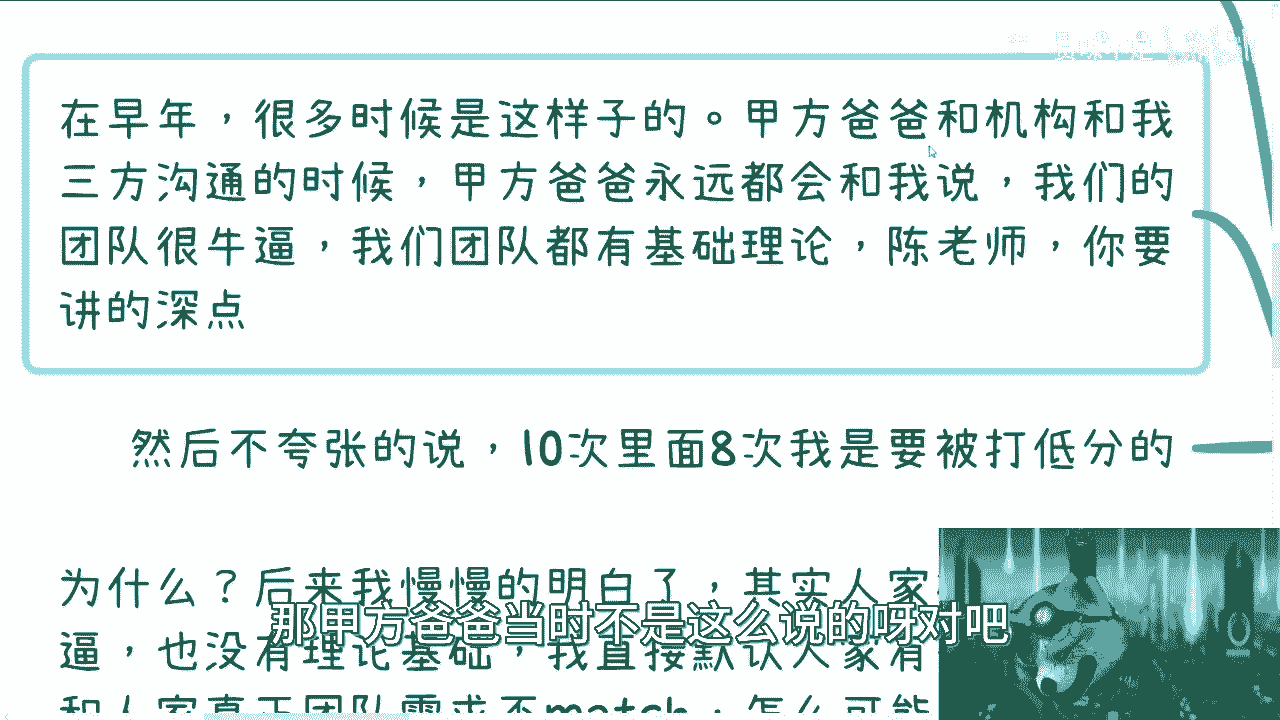 在早年，很多时候是这样子的。甲方爸爸和机构和我
三方沟通的时候，甲方爸爸永远都会和我说，我们的
团队很牛逼，我们团队都有基础理论，陈老师，你要
讲的深点
然后不夸张的说，10次里面8次我是要被打低分的
为什么？后来我慢慢的明白了，其实人家
逼，也没有理论基础，我直接默认人家有
和人家真正团队需求不match，怎么可能
那甲方爸爸当时不是这么说的呀对吧